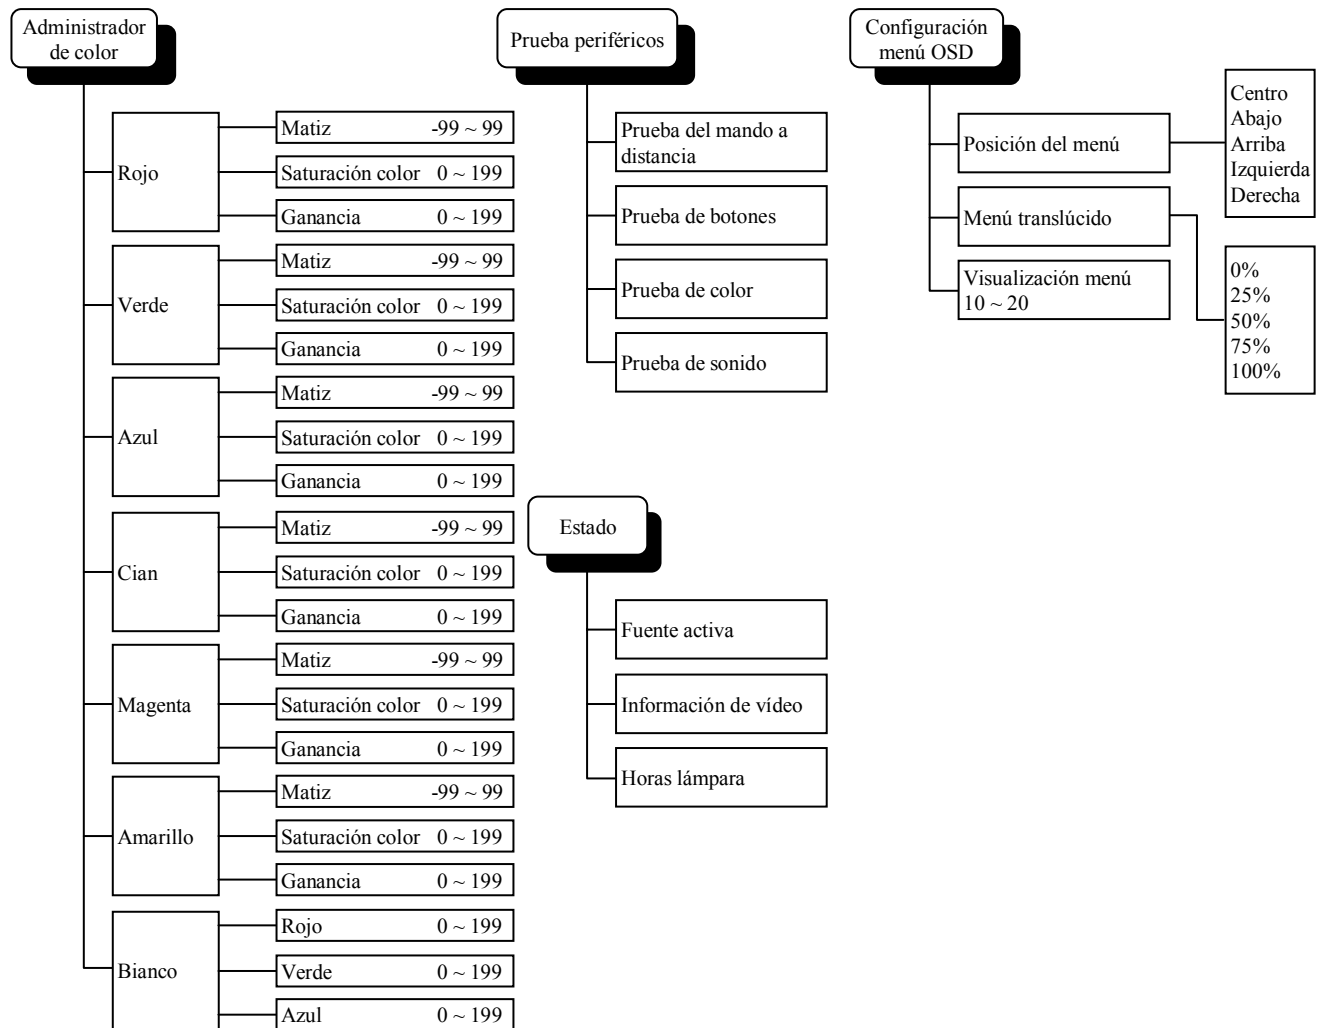 Administrador
de color
Rojo
Matiz -99 ~ 99
Saturación color 0 ~ 199
Ganancia 0 ~ 199
Verde
Matiz -99 ~ 99
Saturación color 0 ~ 199
Ganancia 0 ~ 199
Azul
Matiz -99 ~ 99
Saturación color 0 ~ 199
Ganancia 0 ~ 199
Cian
Matiz -99 ~ 99
Saturación color 0 ~ 199
Ganancia 0 ~ 199
Magenta
Matiz -99 ~ 99
Saturación color 0 ~ 199
Ganancia 0 ~ 199
Amarillo
Matiz -99 ~ 99
Saturación color 0 ~ 199
Ganancia 0 ~ 199
Bianco
Rojo 0 ~ 199
Verde 0 ~ 199
Azul 0 ~ 199
Prueba periféricos
Prueba del mando a
distancia
Prueba de botones
Prueba de color
Prueba de sonido
Estado
Fuente activa
Información de vídeo
Horas lámpara
Configuración
menú OSD
Posición del menú
Centro
Abajo
Arriba
Izquierda
Derecha
Menú translúcido
0%
25%
50%
75%
100%
Visualización menú
10 ~ 20